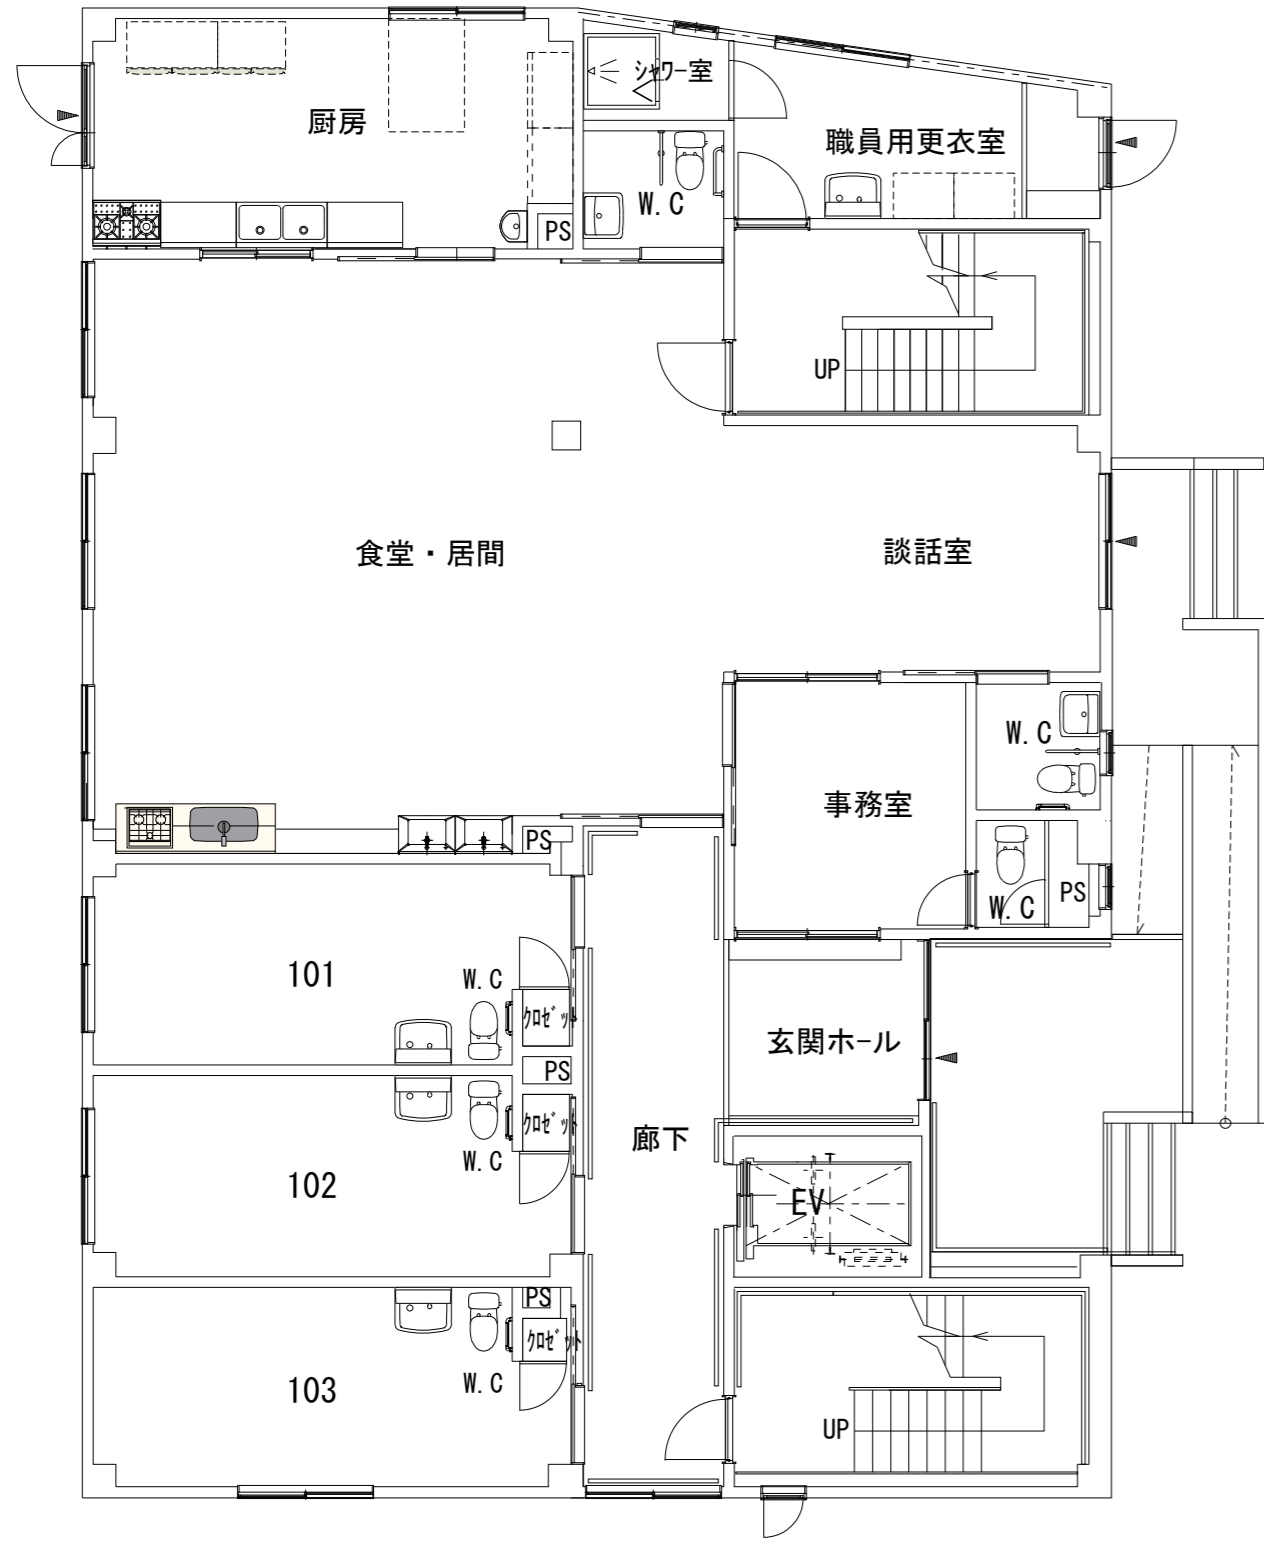 シャワー室
厨房
職員用更衣室
W.C
PS
UP
食堂・居間
談話室
W.C
事務室
PS
W.C
PS
101
W.C
クロゼット
玄関ホール
PS
クロゼット
廊下
W.C
102
EV
PS
クロゼット
W.C
103
UP